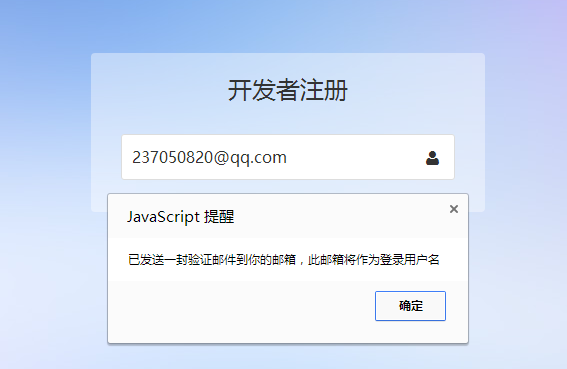 开发者注册
237050820@qq.com
JavaScript 提醒
已发送一封验证邮件到你的邮箱，此邮箱将作为登录用户名
确定